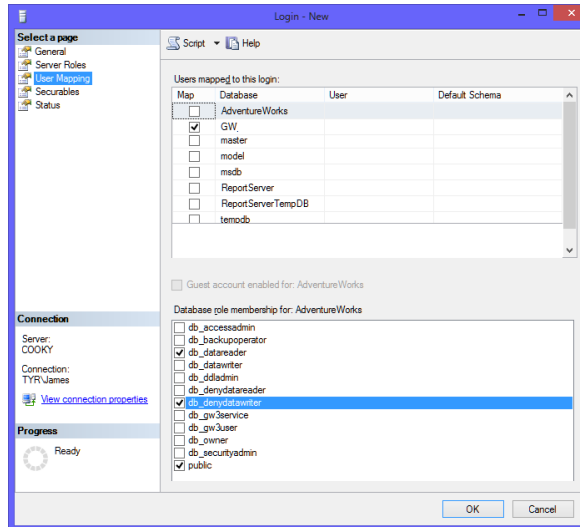 Login - New
Select a page
General
Server Roles
User Mapping
Securables
Status
Script Help
Users mapped to this login:
Map Database User Default Schema
AdventureWorks
GW
master
model
msdb
ReportServer
ReportServerTempDB
tempdb
Guest account enabled for: AdventureWorks
Database role membership for: AdventureWorks
db_accessadmin
db_backupoperator
db_datareader
db_datawriter
db_ddladmin
db_denydatareader
db_denydatawriter
db_gw3service
db_gw3user
db_owner
db_securityadmin
public
Connection
Server:
COOKY
Connection:
TYR\James
View connection properties
Progress
Ready
OK Cancel